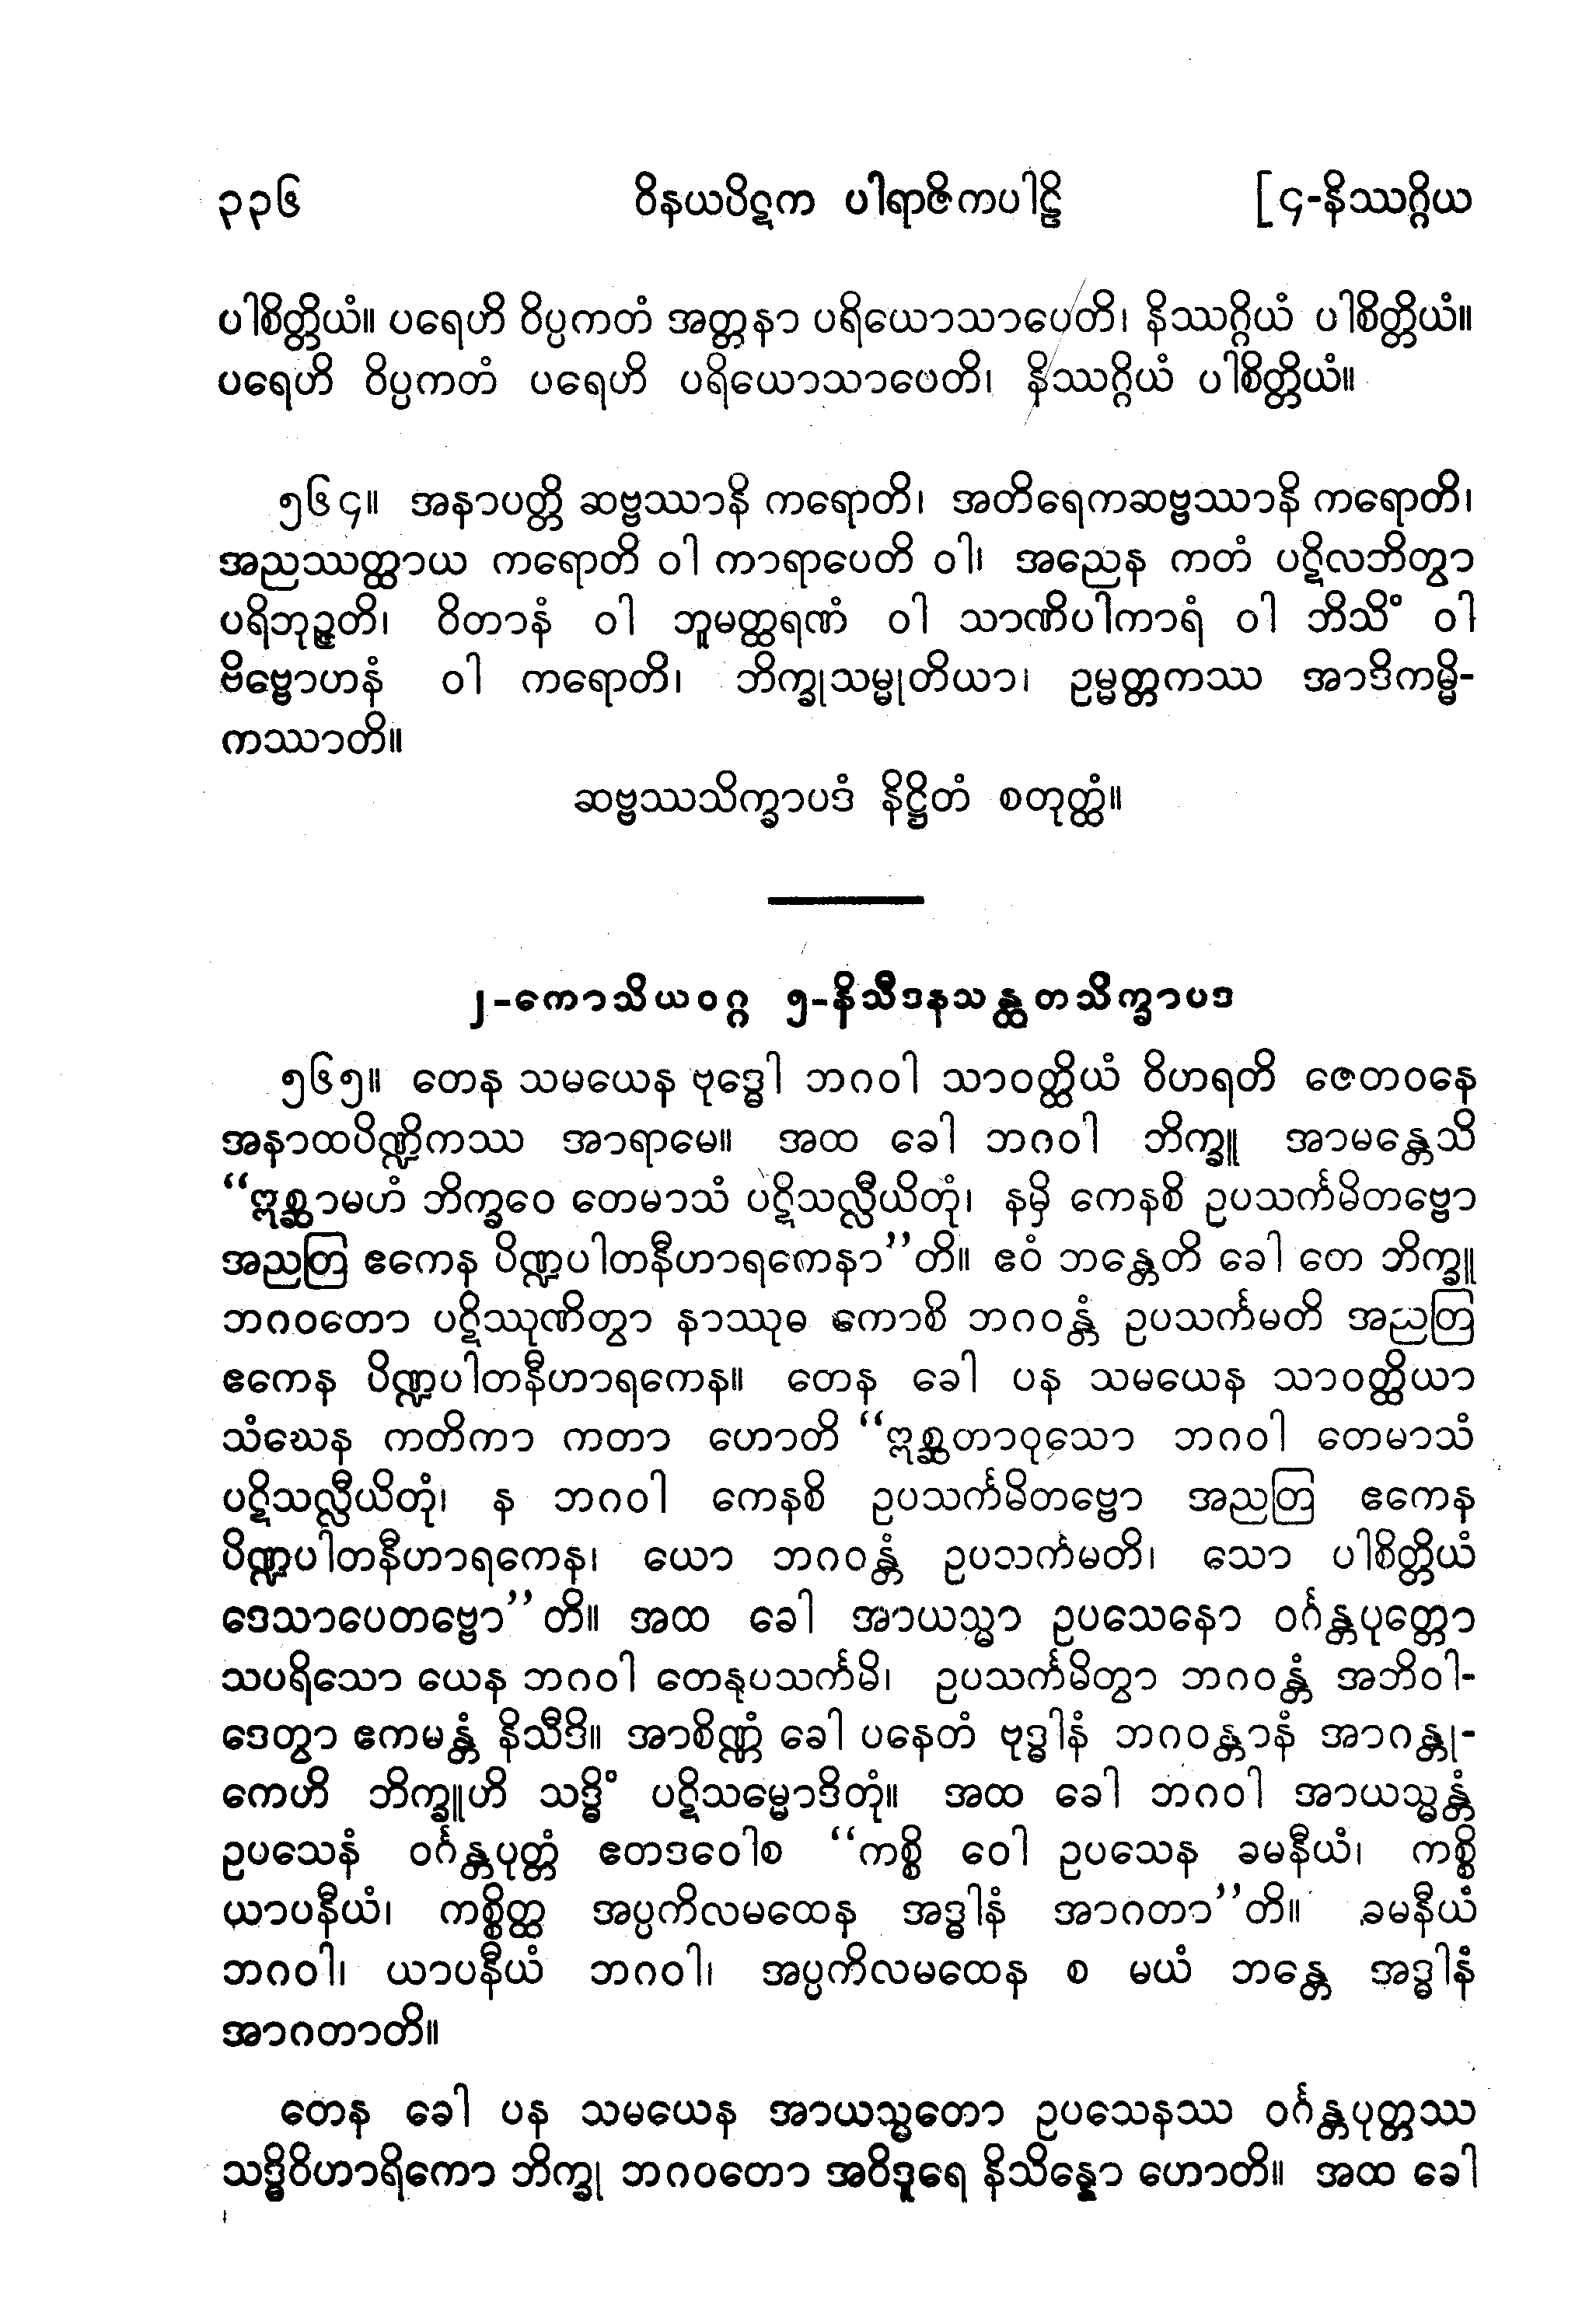 ၃၃၆ ဝိနယပိဋက ပါရာဇိကပါဠိ [၄-နိဿဂ္ဂိယ
ပါစိတ္တိယံ။ ပရေဟိ ဝိပ္ပကတံ အတ္တနာ ပရိယောသာပေတိ၊ နိဿဂ္ဂိယံ ပါစိတ္တိယံ။
ပရေဟိ ဝိပ္ပကတံ ပရေဟိ ပရိယောသာပေတိ၊ နိဿဂ္ဂိယံ ပါစိတ္တိယံ။
၅၆၄။ အနာပတ္တိ ဆဗ္ဗဿာနိ ကရောတိ၊ အတိရေကဆဗ္ဗဿာနိ ကရောတိ၊
အညဿတ္ထာယ ကရောတိ ဝါ ကာရာပေတိ ဝါ၊ အညေန ကတံ ပဋိလဘိတွာ
ပရိဘုဉ္ဇတိ၊ ဝိတာနံ ဝါ ဘူမတ္ထရဏံ ဝါ သာဏိပါကာရံ ဝါ ဘိသိံ ဝါ
ဗိဗ္ဗောဟနံ ဝါ ကရောတိ၊ ဘိက္ခုသမ္မုတိယာ၊ ဥမ္မတ္တကဿ အာဒိကမ္မိ-
ကဿာတိ။
ဆဗ္ဗဿသိက္ခာပဒံ နိဋ္ဌိတံ စတုတ္ထံ။
၂-ကောသိယဝဂ္ဂ ၅-နိသီဒနသန္ထတသိက္ခာပဒ
၅၆၅။ တေန သမယေန ဗုဒ္ဓေါ ဘဂဝါ သာဝတ္ထိယံ ဝိဟရတိ ဇေတဝနေ
အနာထပိဏ္ဍိကဿ အာရာမေ။ အထ ခေါ ဘဂဝါ ဘိက္ခူ အာမန္တေသိ
“ဣစ္ဆာမဟံ ဘိက္ခဝေ တေမာသံ ပဋိသလ္လီယိတုံ၊ နမှိ ကေနစိ ဥပသင်္ကမိတဗ္ဗော
အညတြ ဧကေန ပိဏ္ဍပါတနီဟာရကေနာ”တိ။ ဧဝံ ဘန္တေတိ ခေါ တေ ဘိက္ခူ
ဘဂဝတော ပဋိဿုဏိတွာ နာဿုဓ ကောစိ ဘဂဝန္တံ ဥပသင်္ကမတိ အညတြ
ဧကေန ပိဏ္ဍပါတနီဟာရကေန။ တေန ခေါ ပန သမယေန သာဝတ္ထိယာ
သံဃေန ကတိကာ ကတာ ဟောတိ “ဣစ္ဆတာဝုသော ဘဂဝါ တေမာသံ
ပဋိသလ္လီယိတုံ၊ န ဘဂဝါ ကေနစိ ဥပသင်္ကမိတဗ္ဗော အညတြ ဧကေန
ပိဏ္ဍပါတနီဟာရကေန၊ ယော ဘဂဝန္တံ ဥပသင်္ကမတိ၊ သော ပါစိတ္တိယံ
ဒေသာပေတဗ္ဗော”တိ။ အထ ခေါ အာယသ္မာ ဥပသေနော ဝင်္ဂန္တပုတ္တော
သပရိသော ယေန ဘဂဝါ တေနုပသင်္ကမိ၊ ဥပသင်္ကမိတွာ ဘဂဝန္တံ အဘိဝါ-
ဒေတွာ ဧကမန္တံ နိသီဒိ။ အာစိဏ္ဏံ ခေါ ပနေတံ ဗုဒ္ဓါနံ ဘဂဝန္တာနံ အာဂန္တု-
ကေဟိ ဘိက္ခူဟိ သဒ္ဓိံ ပဋိသမ္မောဒိတုံ။ အထ ခေါ ဘဂဝါ အာယသ္မန္တံ
ဥပသေနံ ဝင်္ဂန္တပုတ္တံ ဧတဒဝေါစ “ကစ္စိ ဝေါ ဥပသေန ခမနီယံ၊ ကစ္စိ
ယာပနီယံ၊ ကစ္စိတ္ထ အပ္ပကိလမထေန အဒ္ဓါနံ အာဂတာ”တိ။ ခမနီယံ
ဘဂဝါ၊ ယာပနီယံ ဘဂဝါ၊ အပ္ပကိလမထေန စ မယံ ဘန္တေ အဒ္ဓါနံ
အာဂတာတိ။
တေန ခေါ ပန သမယေန အာယသ္မတော ဥပသေနဿ ဝင်္ဂန္တပုတ္တဿ
သဒ္ဓိဝိဟာရိကော ဘိက္ခု ဘဂဝတော အဝိဒူရေ နိသိန္နော ဟောတိ။ အထ ခေါ